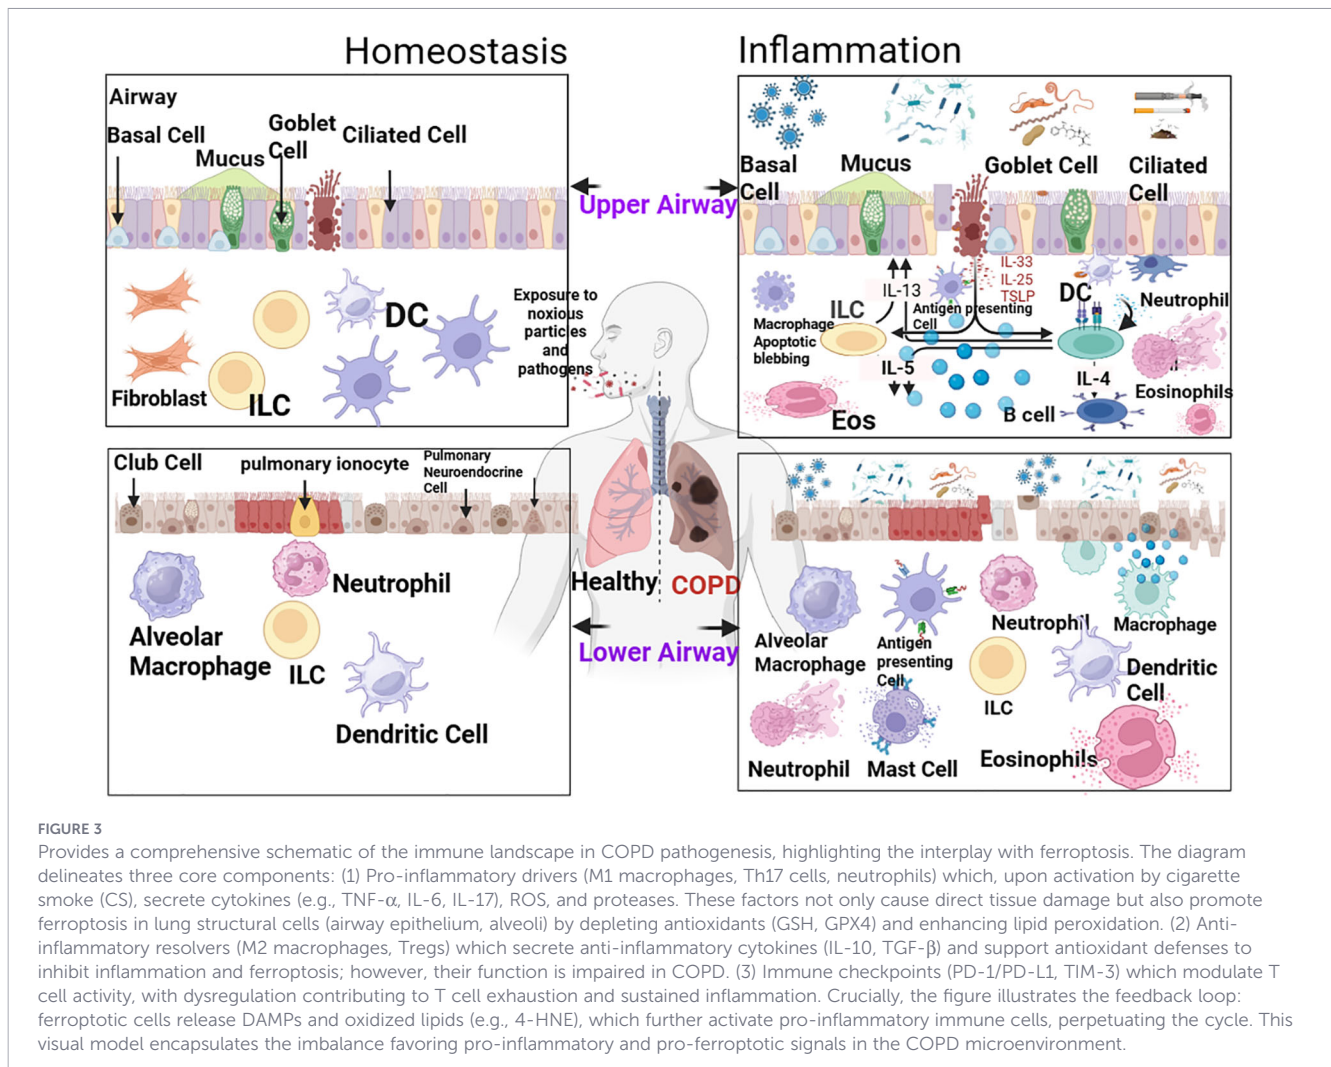 Homeostasis
Inflammation
Airway
Basal Cell
Goblet
Cell
Ciliated Cell
Mucus
Basal
Cell
Mucus
Goblet Cell
Ciliated
Cell
Upper Airway
Fibroblast
ILC
DC
Exposure to
noxious
particles
and
pathogens
IL-33
IL-25
TSLP
IL-13
ILC
Antigen presenting
Cell
DC
Neutrophil
Macrophage
Apoptotic
blebbing
IL-5
IL-4
Eosinophils
Eos
B cell
Club Cell
pulmonary ionocyte
Pulmonary
Neuroendocrine
Cell
Neutrophil
Alveolar
Macrophage
ILC
Dendritic Cell
Healthy
COPD
Lower Airway
Alveolar
Macrophage
Antigen
presenting
Cell
Neutrophil
Macrophage
ILC
Dendritic
Cell
Neutrophil
Mast Cell
Eosinophils
FIGURE 3
Provides a comprehensive schematic of the immune landscape in COPD pathogenesis, highlighting the interplay with ferroptosis. The diagram
delineates three core components: (1) Pro-inflammatory drivers (M1 macrophages, Th17 cells, neutrophils) which, upon activation by cigarette
smoke (CS), secrete cytokines (e.g., TNF-α, IL-6, IL-17), ROS, and proteases. These factors not only cause direct tissue damage but also promote
ferroptosis in lung structural cells (airway epithelium, alveoli) by depleting antioxidants (GSH, GPX4) and enhancing lipid peroxidation. (2) Anti-
inflammatory resolvers (M2 macrophages, Tregs) which secrete anti-inflammatory cytokines (IL-10, TGF-β) and support antioxidant defenses to
inhibit inflammation and ferroptosis; however, their function is impaired in COPD. (3) Immune checkpoints (PD-1/PD-L1, TIM-3) which modulate T
cell activity, with dysregulation contributing to T cell exhaustion and sustained inflammation. Crucially, the figure illustrates the feedback loop:
ferroptotic cells release DAMPs and oxidized lipids (e.g., 4-HNE), which further activate pro-inflammatory immune cells, perpetuating the cycle. This
visual model encapsulates the imbalance favoring pro-inflammatory and pro-ferroptotic signals in the COPD microenvironment.